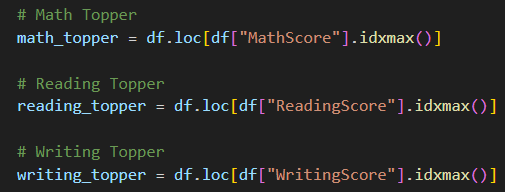 # Math Topper
math_topper = df.loc[df["MathScore"].idxmax()]
# Reading Topper
reading_topper = df.loc[df["ReadingScore"].idxmax()]
# Writing Topper
writing_topper = df.loc[df["WritingScore"].idxmax()]